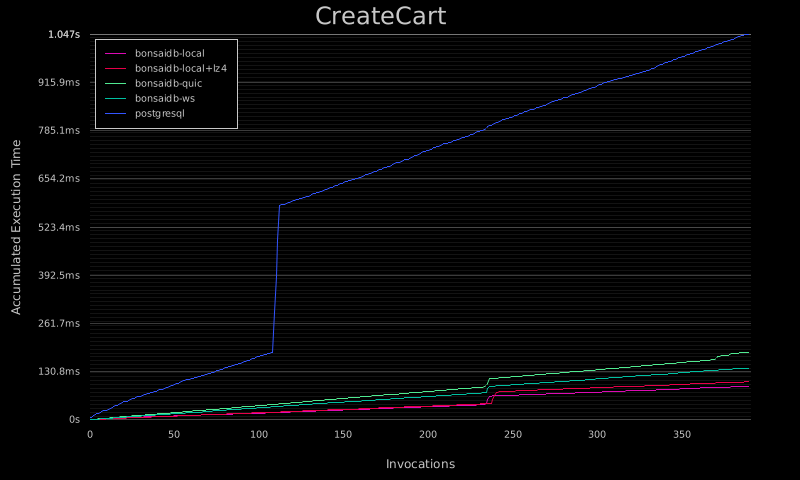 CreateCart
1.047s
915.9ms
785.1ms
654.2ms
523.4ms
392.5ms
261.7ms
130.8ms
0s
Accumulated Execution Time
bonsaidb-local
bonsaidb-local+lz4
bonsaidb-quic
bonsaidb-ws
postgresql
0 50 100 150 200 250 300 350
Invocations